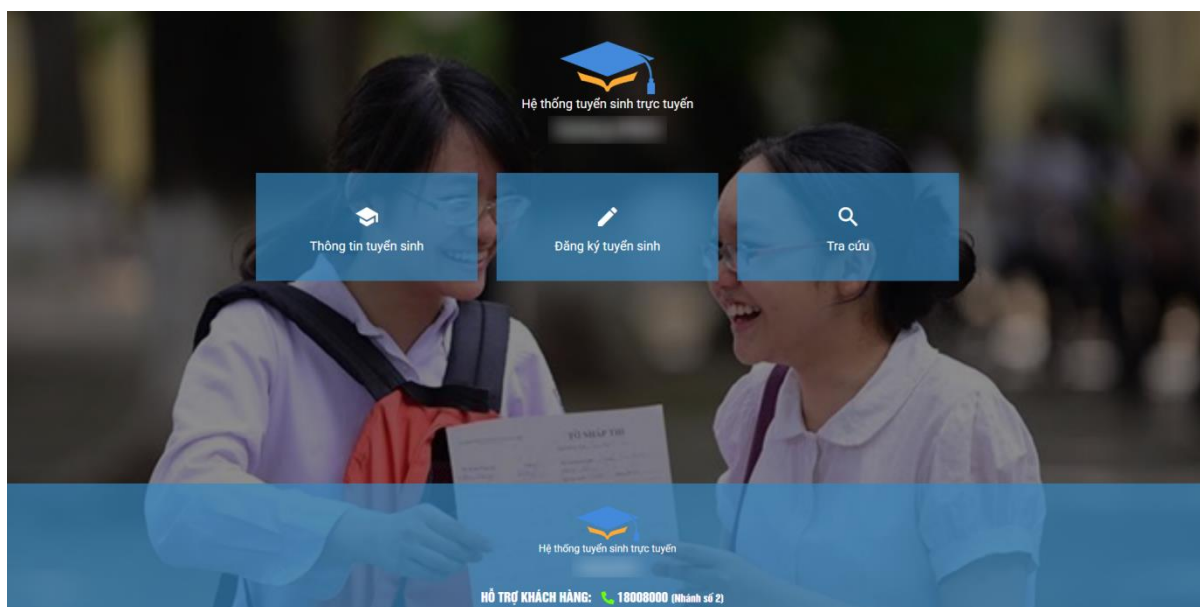 Hệ thống tuyển sinh trực tuyến
Thông tin tuyển sinh
Đăng ký tuyển sinh
Tra cứu
Hệ thống tuyển sinh trực tuyến
HỖ TRỢ KHÁCH HÀNG: 18008000 (Nhánh số 2)